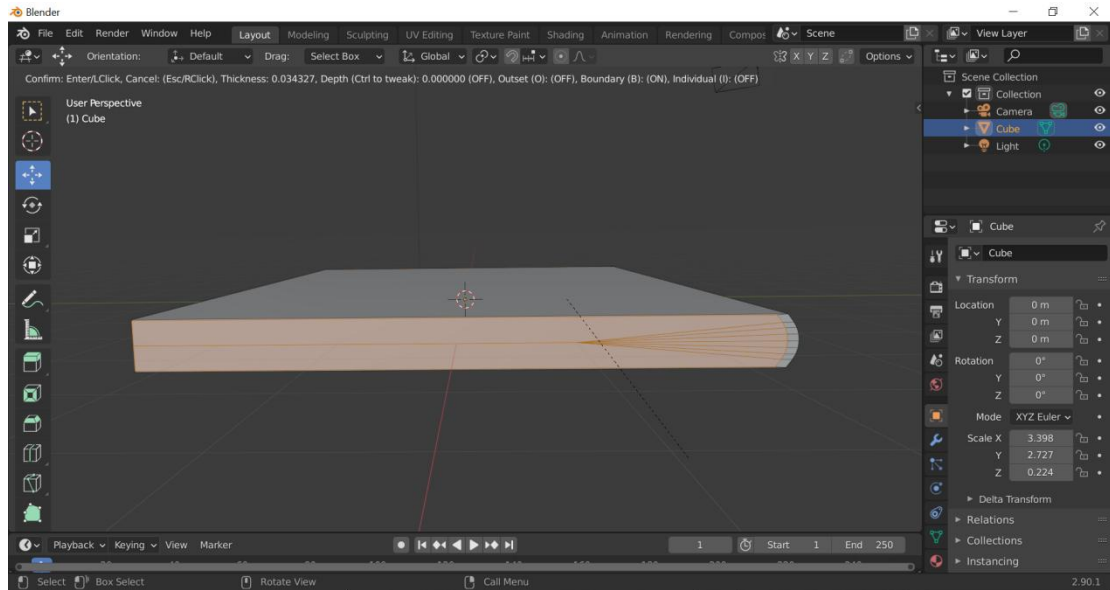 Blender
File Edit Render Window Help Layout Modeling Sculpting UV Editing Texture Paint Shading Animation Rendering Compos Scene View Layer
Orientation: Default Drag: Select Box Global X Y Z Options
Confirm: Enter/LClick, Cancel: (Esc/RClick), Thickness: 0.034327, Depth (Ctrl to tweak): 0.000000 (OFF), Outset (O): (OFF), Boundary (B): (ON), Individual (I): (OFF)
User Perspective
(1) Cube
Scene Collection
Collection
Camera
Cube
Light
Cube
Cube
Transform
Location 0 m
Y 0 m
Z 0 m
Rotation 0°
Y 0°
Z 0°
Mode XYZ Euler
Scale X 3.398
Y 2.727
Z 0.224
Delta Transform
Relations
Collections
Instancing
Playback Keying View Marker 1 Start 1 End 250
Select Box Select Rotate View Call Menu 2.90.1